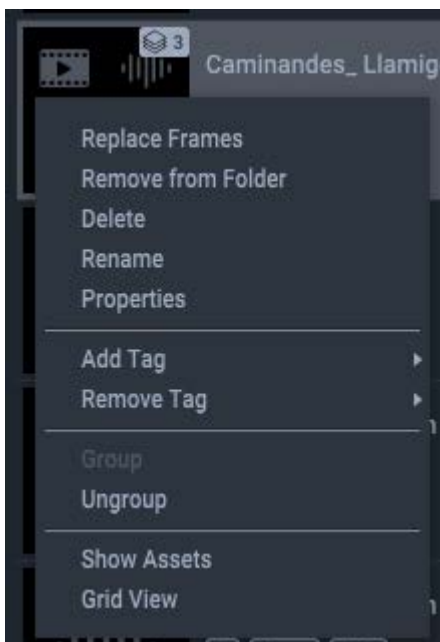 3
Caminandes_ Llamig
Replace Frames
Remove from Folder
Delete
Rename
Properties
Add Tag
Remove Tag
Group
Ungroup
Show Assets
Grid View